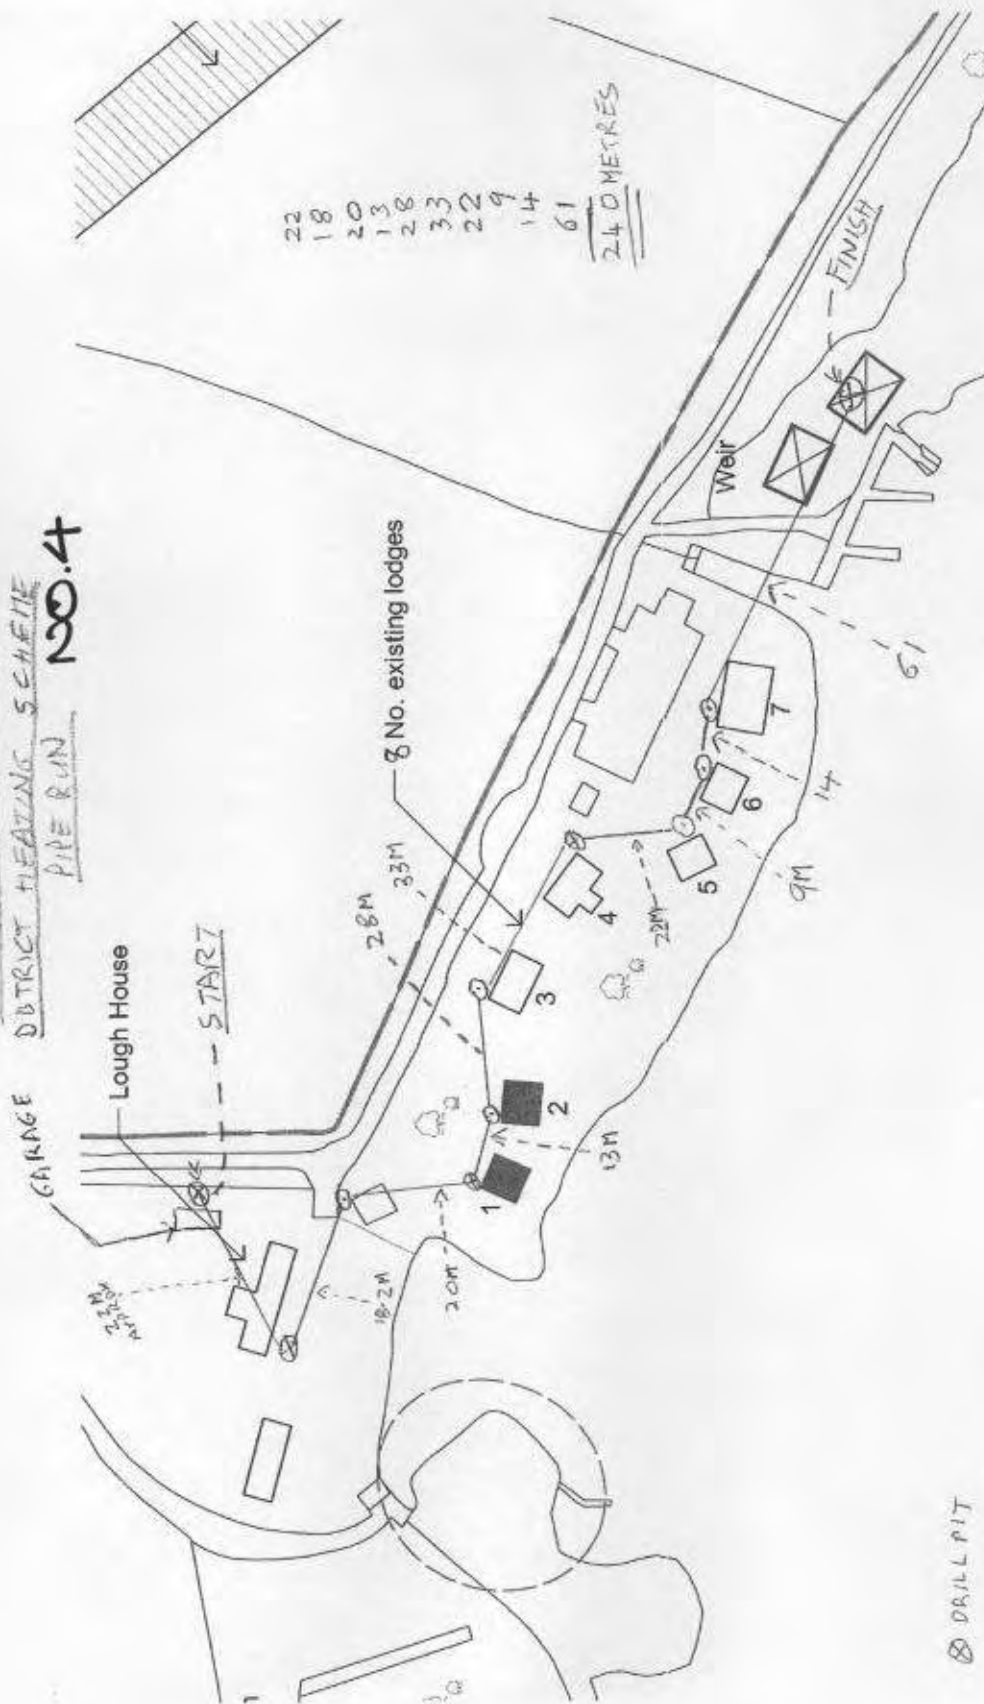 GARAGE
DISTRICT HEATING SCHEME
PIPE RUN
NO.4
Lough House
START
22M
APPROX
18.2M
20M
13M
28M
33M
8 No. existing lodges
1
2
3
4
5
6
7
22M
9M
14
61
Weir
FINISH
22
18
20
13
28
33
22
9
14
61
240 METRES
⊗ DRILL PIT